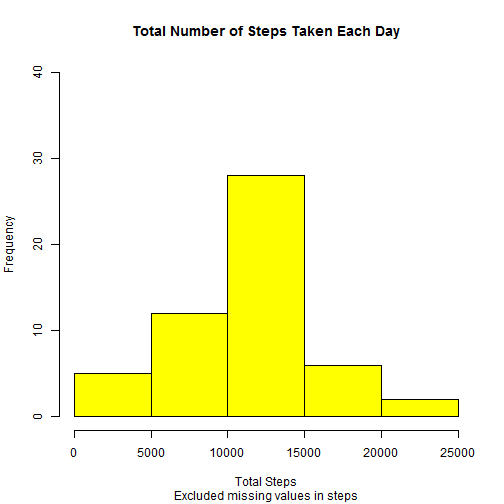 Total Number of Steps Taken Each Day
40
30
20
10
0
Frequency
0 5000 10000 15000 20000 25000
Total Steps
Excluded missing values in steps